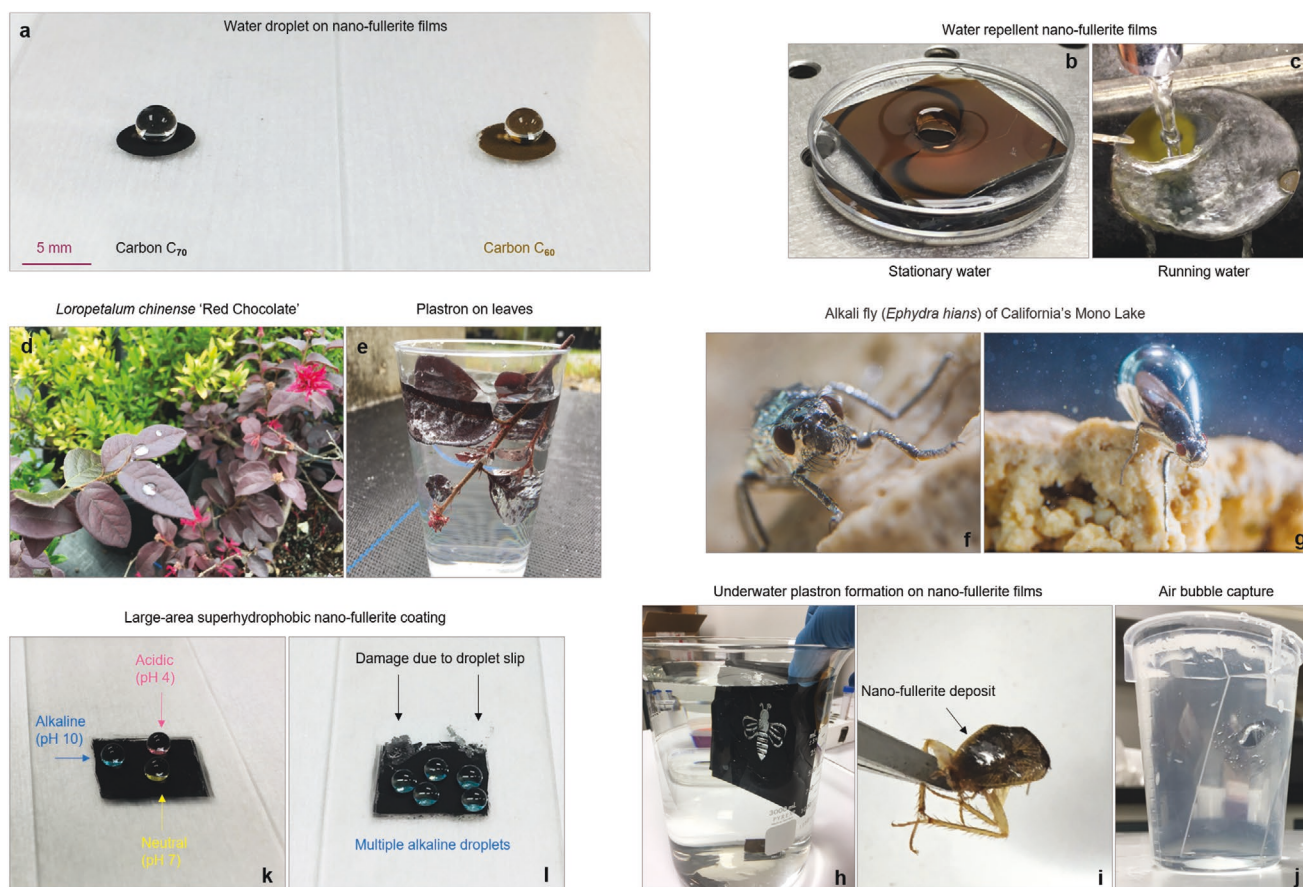 a
Water droplet on nano-fullerite films
5 mm
Carbon C₇₀
Carbon C₆₀
Water repellent nano-fullerite films
b
c
Stationary water
Running water
Loropetalum chinense ‘Red Chocolate’
Plastron on leaves
d
e
Alkali fly (Ephydra hians) of California’s Mono Lake
f
g
Large-area superhydrophobic nano-fullerite coating
Acidic
(pH 4)
Alkaline
(pH 10)
Neutral
(pH 7)
k
Damage due to droplet slip
Multiple alkaline droplets
l
Underwater plastron formation on nano-fullerite films
Air bubble capture
h
Nano-fullerite deposit
i
j